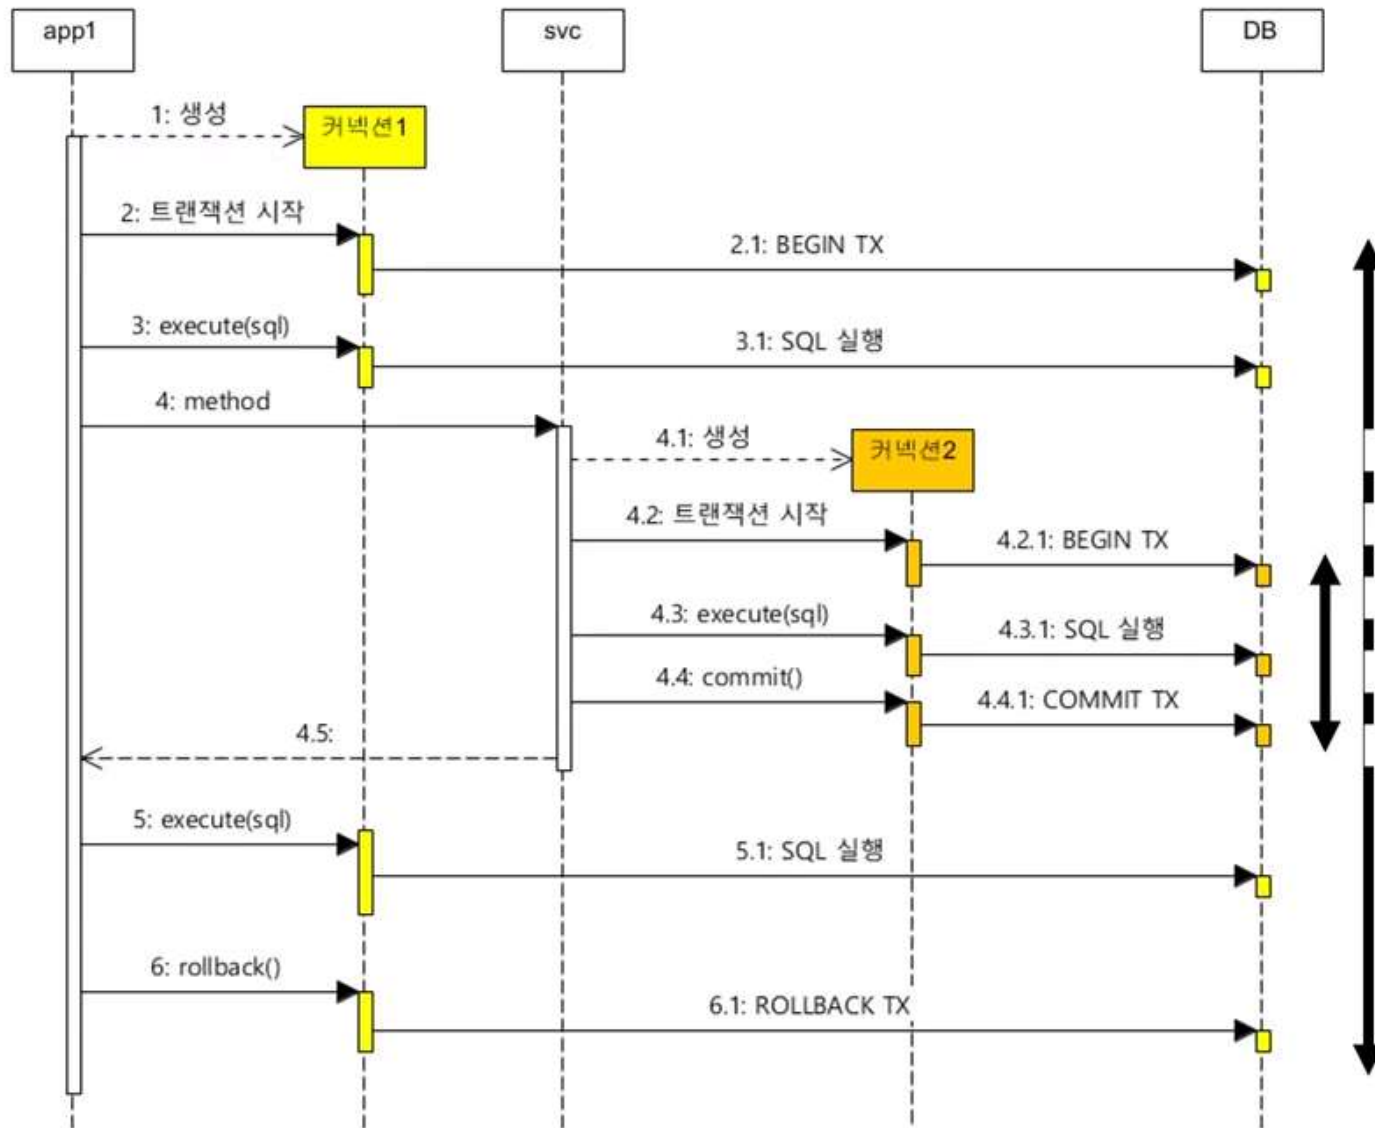 app1
svc
DB
1: 생성
커넥션1
2: 트랜잭션 시작
2.1: BEGIN TX
3: execute(sql)
3.1: SQL 실행
4: method
4.1: 생성
커넥션2
4.2: 트랜잭션 시작
4.2.1: BEGIN TX
4.3: execute(sql)
4.3.1: SQL 실행
4.4: commit()
4.4.1: COMMIT TX
4.5:
5: execute(sql)
5.1: SQL 실행
6: rollback()
6.1: ROLLBACK TX